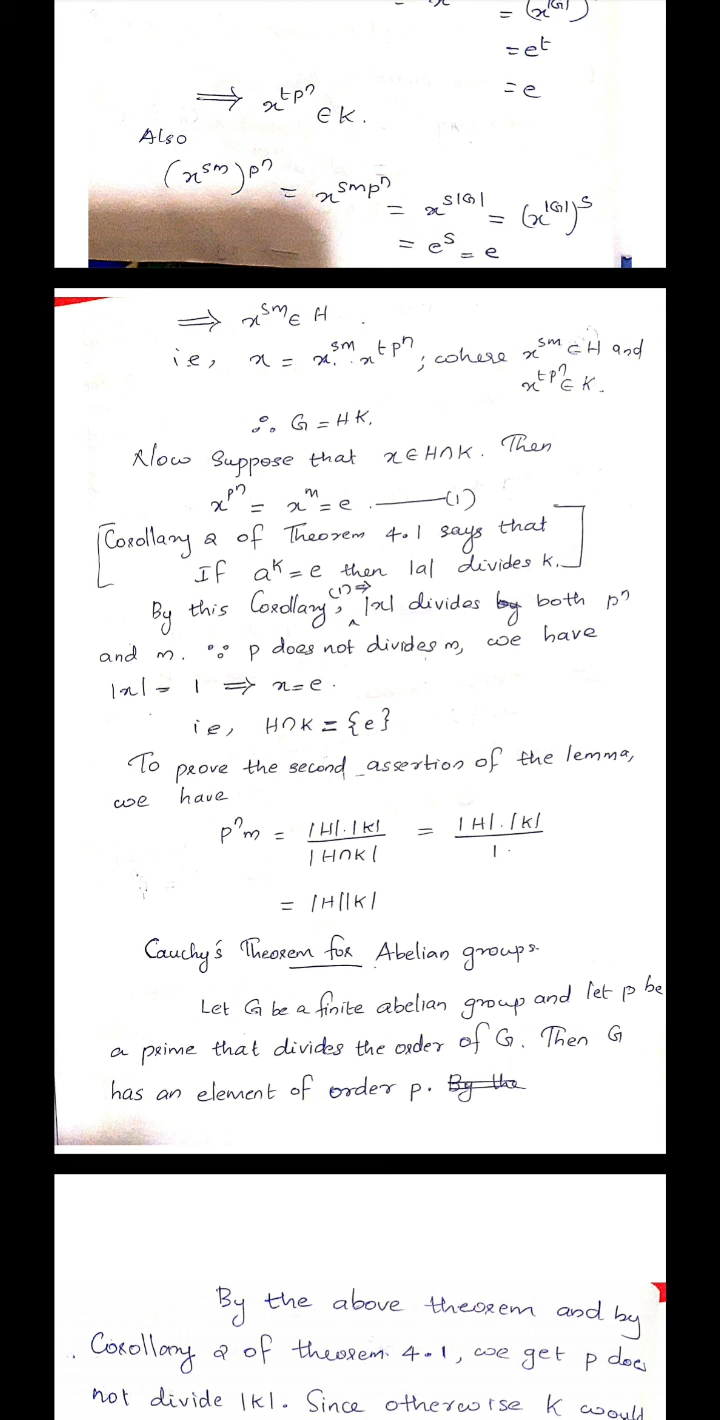 = (x^|G|)
= e^t
= e
⟹ x^{tp^n} ∈ K.
Also
(x^{sm})^{p^n} = x^{smp^n} = x^{s|G|} = (x^{|G|})^s
= e^s = e
⟹ x^{sm} ∈ H.
ie, x = x^{sm}. x^{tp^n}; where x^{sm} ∈ H and
x^{tp^n} ∈ K.
∴ G = HK.
Now Suppose that x ∈ H∩K. Then
x^{p^n} = x^m = e. —(1)
[Corollary 2 of Theorem 4.1 says that
If a^k = e then |a| divides k.]
By this Corollary, (1) ⇒ |x| divides by both p^n
and m. ∵ p does not divides m, we have
|x| = 1 ⟹ x = e.
ie, H∩K = {e}
To prove the second assertion of the lemma,
we have
p^n m = |H|.|K| / |H∩K| = |H|.|K| / 1.
= |H||K|
Cauchy's Theorem for Abelian groups.
Let G be a finite abelian group and let p be
a prime that divides the order of G. Then G
has an element of order p. By the
By the above theorem and by
Corollary 2 of theorem 4.1, we get p does
not divide |K|. Since otherwise K would